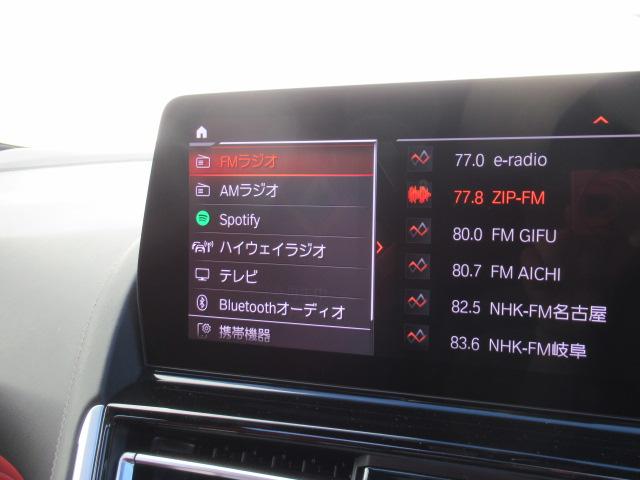 FMラジオ
AMラジオ
Spotify
ハイウェイラジオ
テレビ
Bluetoothオーディオ
携帯機器
77.0 e-radio
77.8 ZIP-FM
80.0 FM GIFU
80.7 FM AICHI
82.5 NHK-FM名古屋
83.6 NHK-FM岐阜